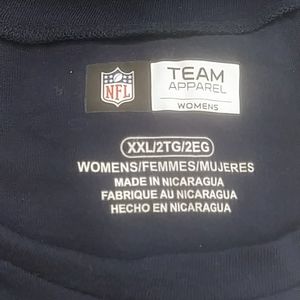 NFL
TEAM
APPAREL
WOMENS
XXL/2TG/2EG
WOMENS/FEMMES/MUJERES
MADE IN NICARAGUA
FABRIQUE AU NICARAGUA
HECHO EN NICARAGUA